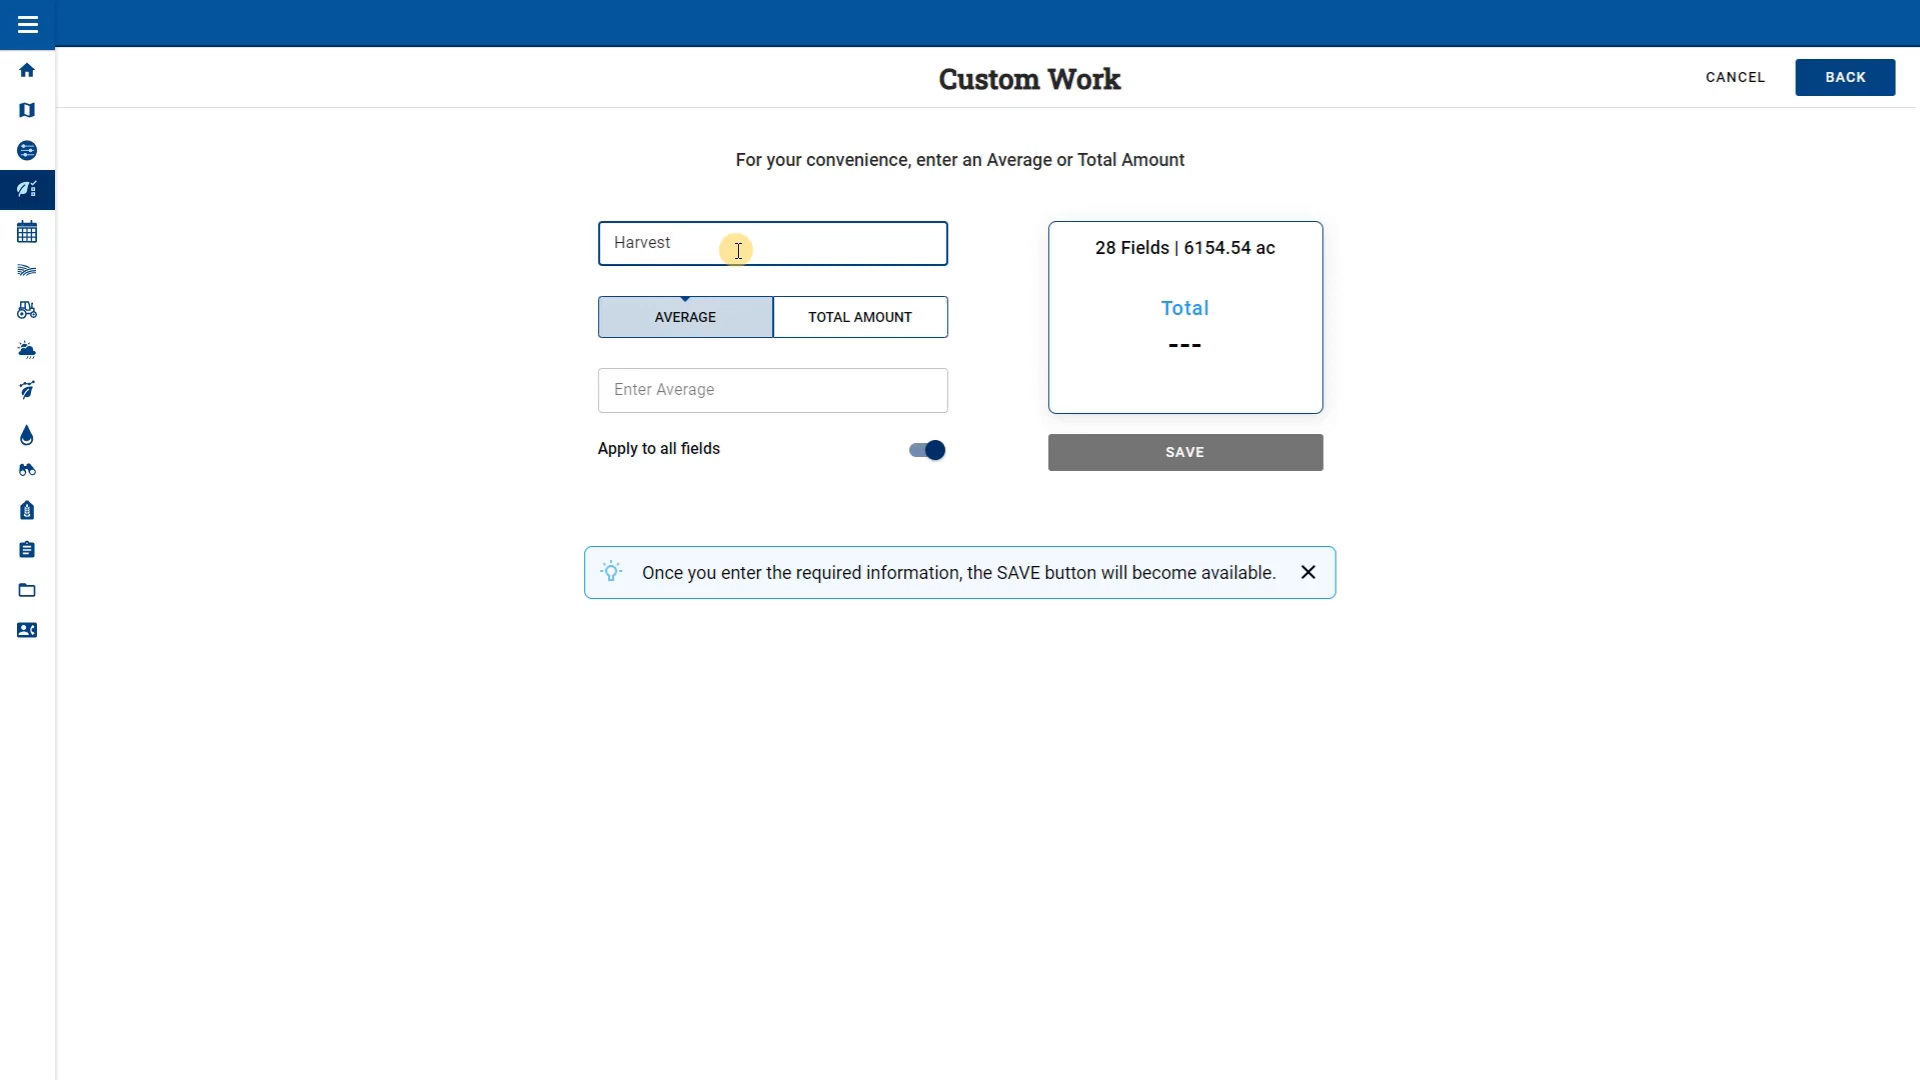 Custom Work
CANCEL
BACK
For your convenience, enter an Average or Total Amount
Harvest
28 Fields | 6154.54 ac
Total
---
AVERAGE
TOTAL AMOUNT
Enter Average
Apply to all fields
SAVE
Once you enter the required information, the SAVE button will become available.